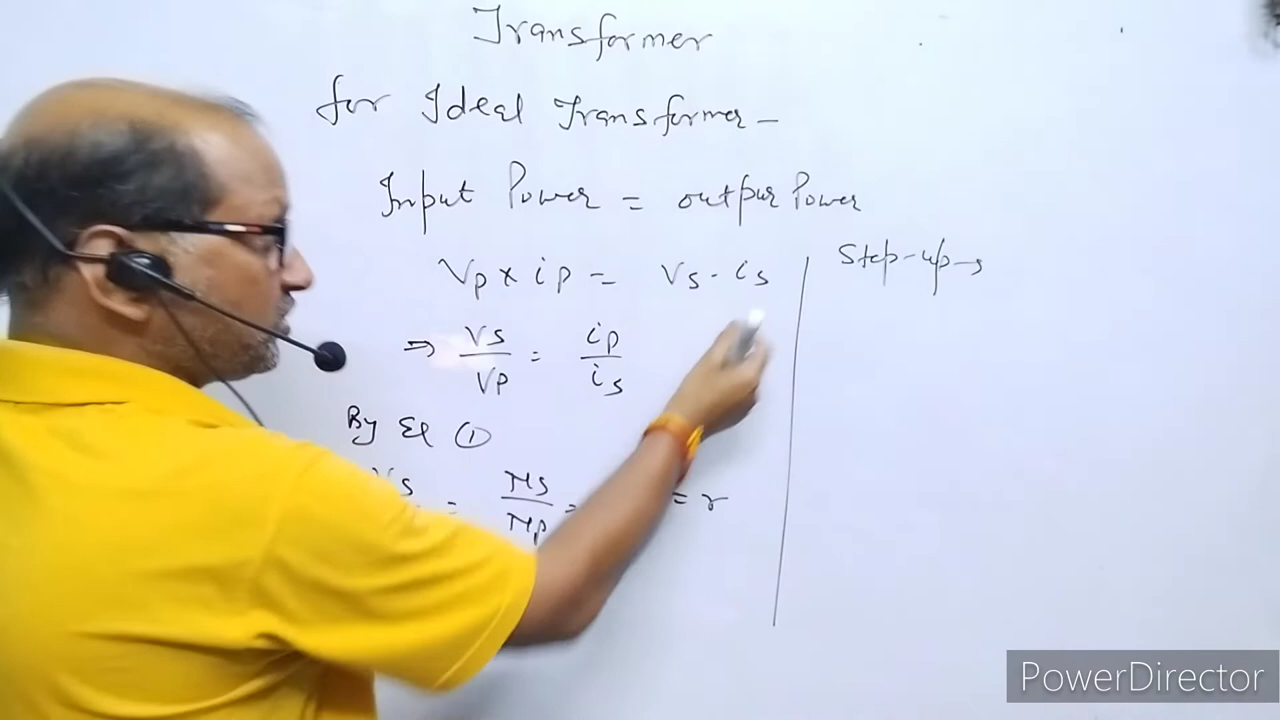 Transformer
for Ideal Transformer -
Input Power = outpur Power
Vp × ip = Vs · is
⇒ Vs/Vp = ip/is
By Eq ①
Vs = Ns/Np = = r
Step-up →
PowerDirector